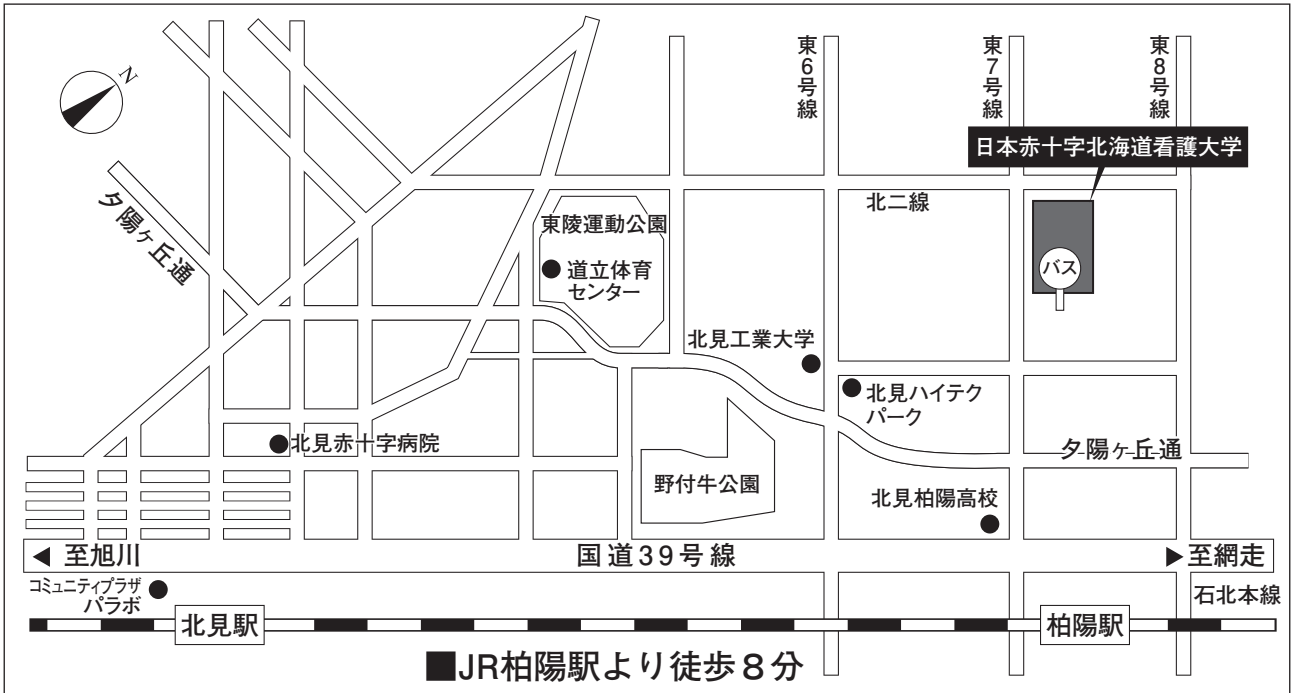 N
東6号線
東7号線
東8号線
日本赤十字北海道看護大学
夕陽ヶ丘通
北二線
東陵運動公園
道立体育
センター
バス
北見工業大学
北見ハイテク
パーク
北見赤十字病院
夕陽ヶ丘通
野付牛公園
北見柏陽高校
◀ 至旭川
国道39号線
▶至網走
コミュニティプラザ
パラボ
石北本線
北見駅
柏陽駅
■JR柏陽駅より徒歩8分